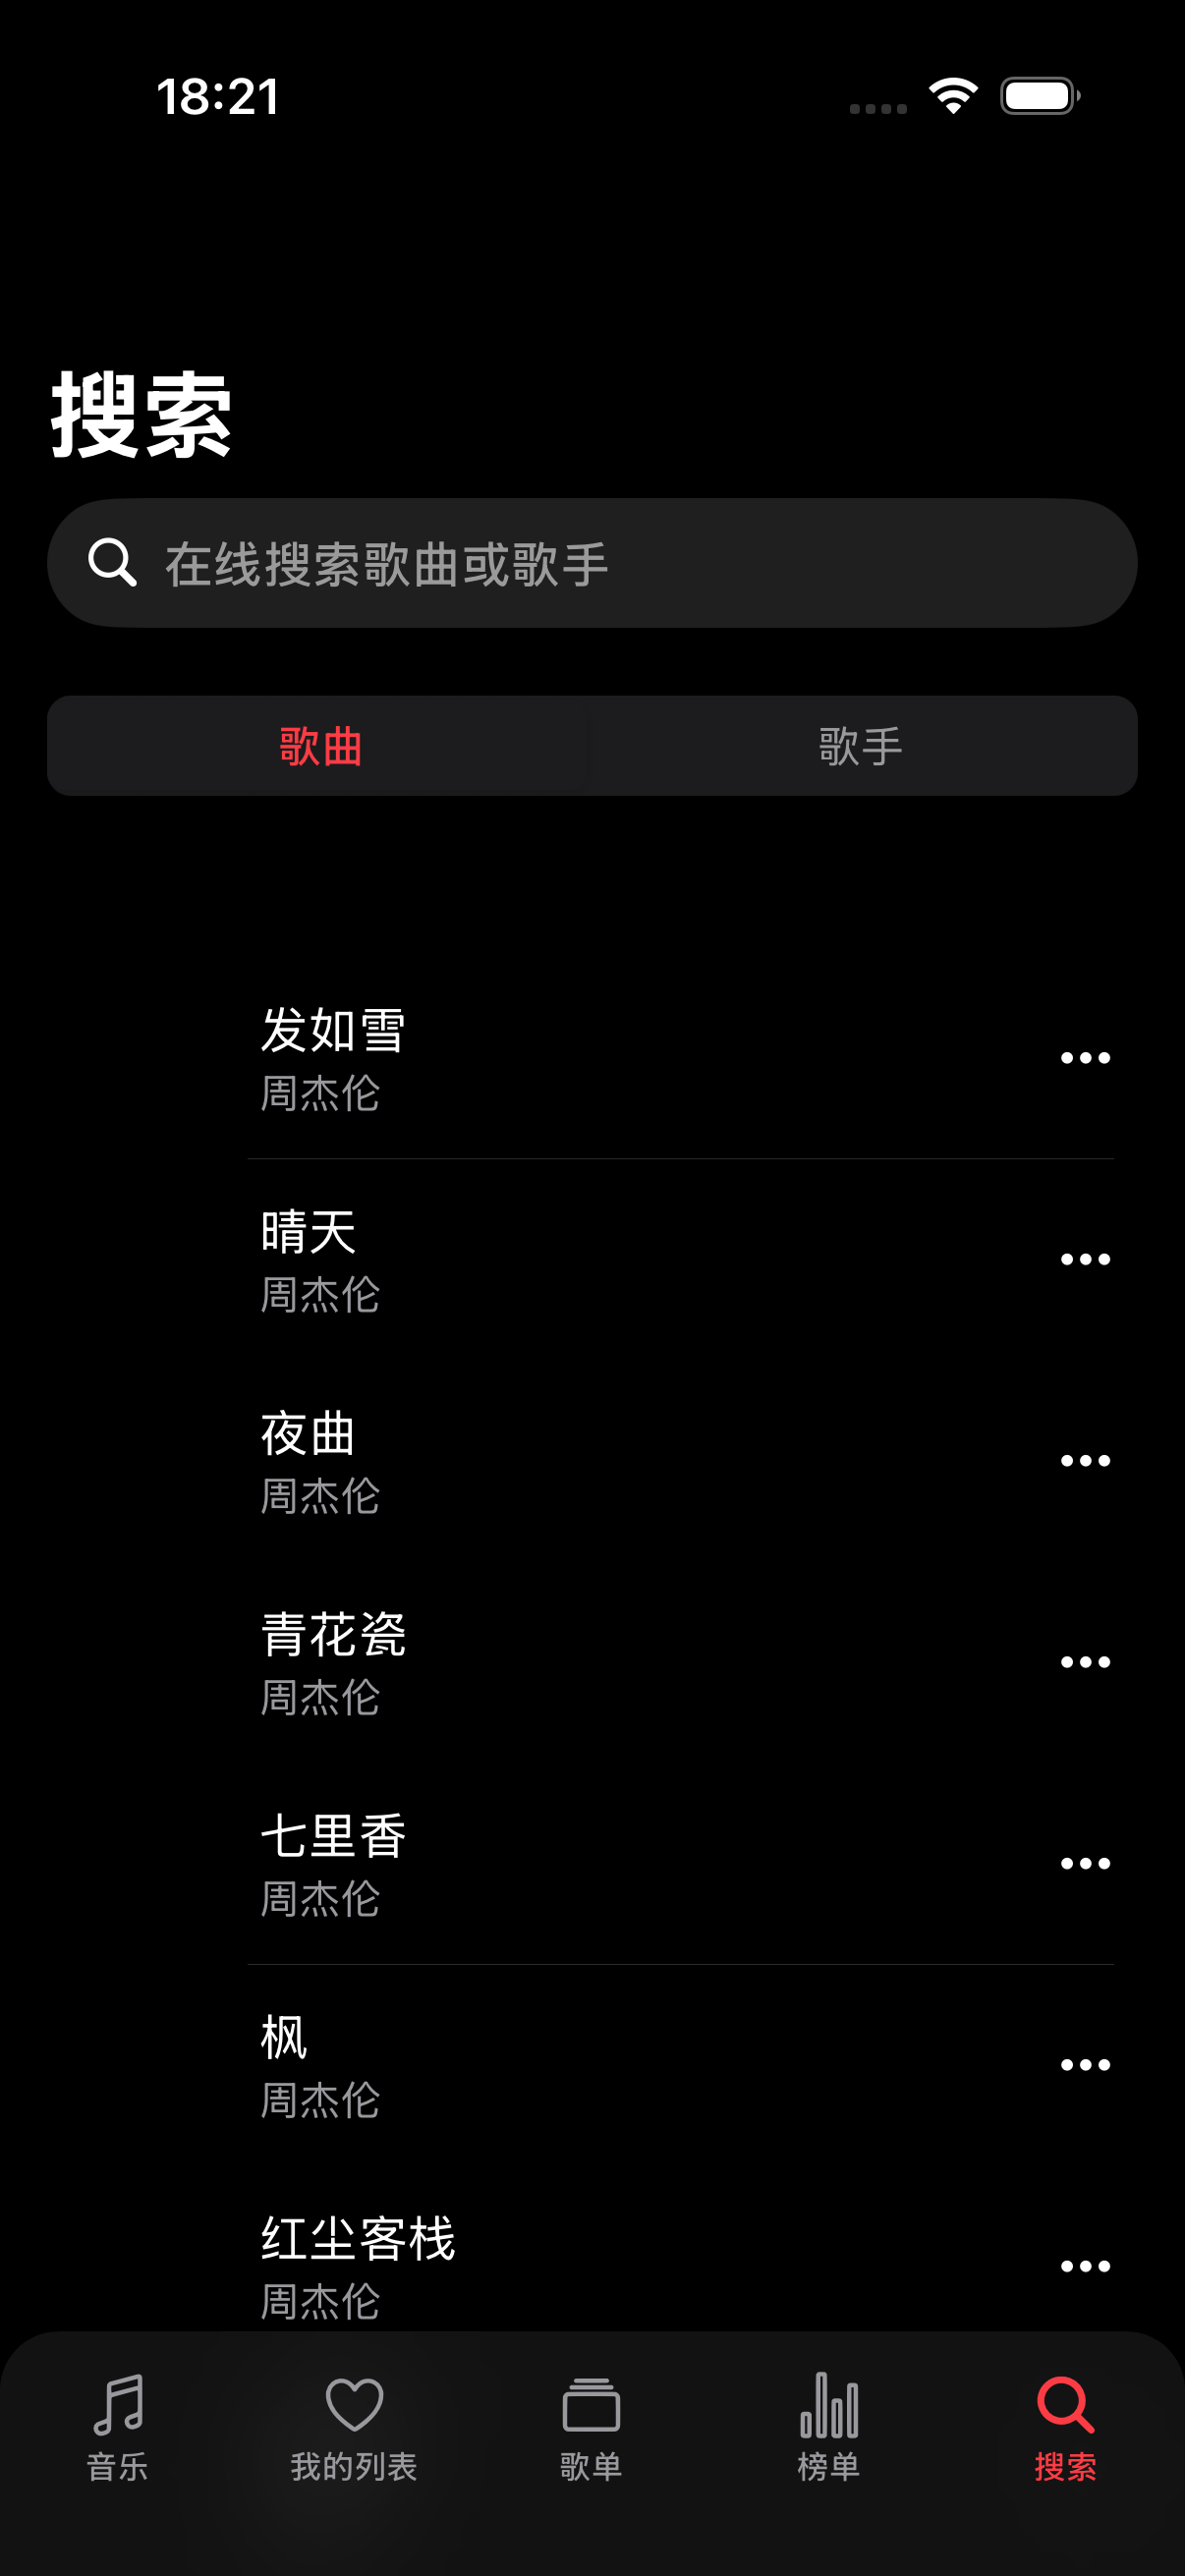 18:21
搜索
在线搜索歌曲或歌手
歌曲 歌手
发如雪
周杰伦
晴天
周杰伦
夜曲
周杰伦
青花瓷
周杰伦
七里香
周杰伦
枫
周杰伦
红尘客栈
周杰伦
音乐 我的列表 歌单 榜单 搜索